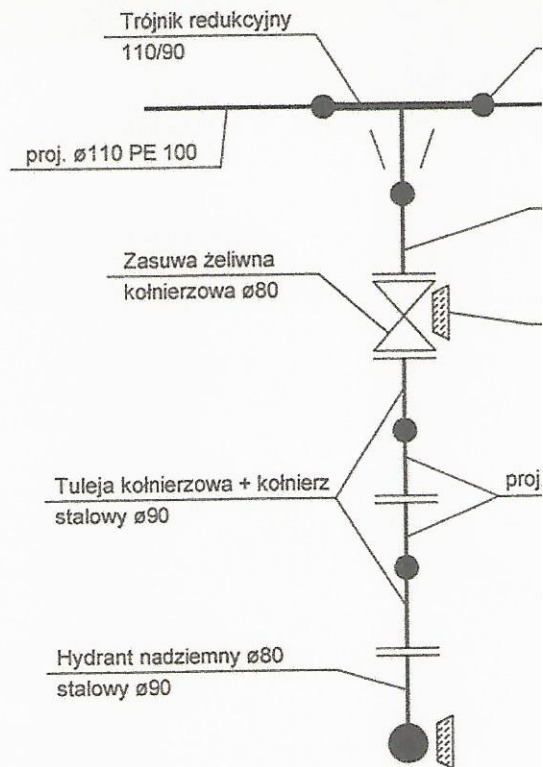 Trójnik redukcyjny
110/90
proj. ø110 PE 100
Zasuwa żeliwna
kołnierzowa ø80
Tuleja kołnierzowa + kołnierz
stalowy ø90
proj.
Hydrant nadziemny ø80
stalowy ø90